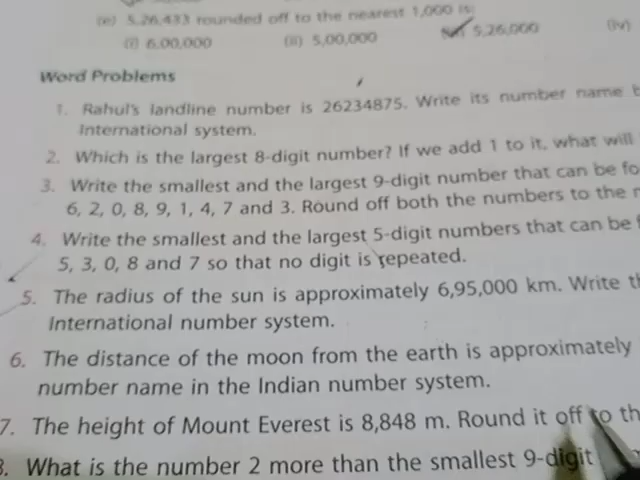 (e) 5,26,433 rounded off to the nearest 1,000 is:
(i) 6,00,000 (ii) 5,00,000 5,26,000 (iv)
Word Problems
1. Rahul's landline number is 26234875. Write its number name
International system.
2. Which is the largest 8-digit number? If we add 1 to it, what will
3. Write the smallest and the largest 9-digit number that can be fo
6, 2, 0, 8, 9, 1, 4, 7 and 3. Round off both the numbers to the
4. Write the smallest and the largest 5-digit numbers that can be
5, 3, 0, 8 and 7 so that no digit is repeated.
5. The radius of the sun is approximately 6,95,000 km. Write th
International number system.
6. The distance of the moon from the earth is approximately
number name in the Indian number system.
7. The height of Mount Everest is 8,848 m. Round it off to th
8. What is the number 2 more than the smallest 9-digit